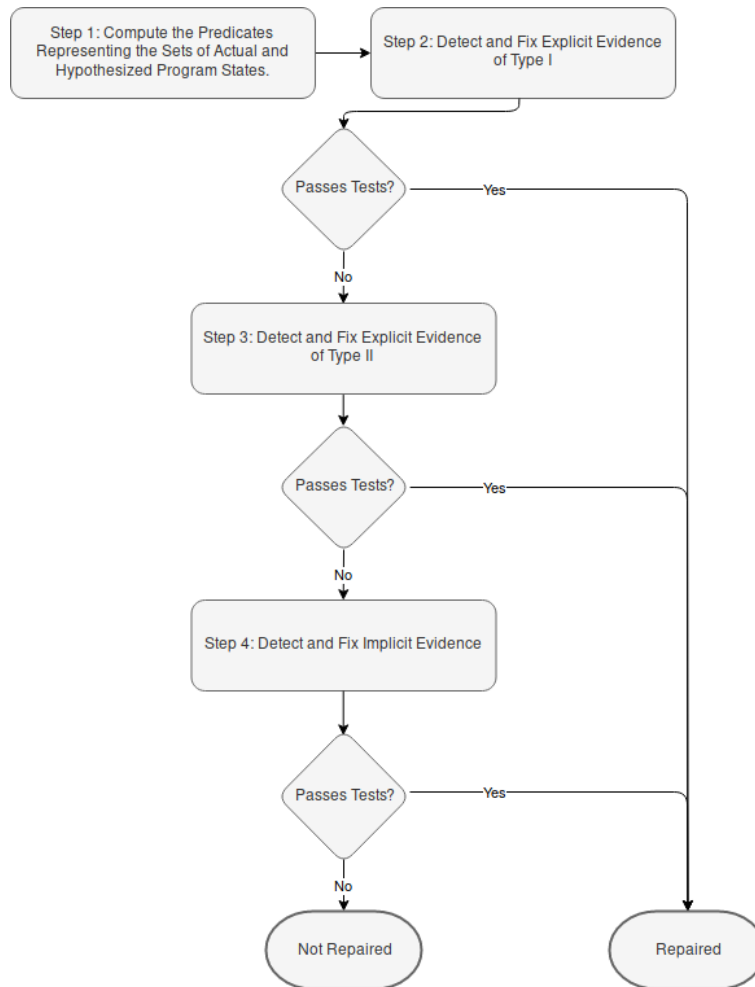 Step 1: Compute the Predicates
Representing the Sets of Actual and
Hypothesized Program States.
Step 2: Detect and Fix Explicit Evidence
of Type I
Passes Tests?
Yes
No
Step 3: Detect and Fix Explicit Evidence
of Type II
Passes Tests?
Yes
No
Step 4: Detect and Fix Implicit Evidence
Passes Tests?
Yes
No
Not Repaired
Repaired